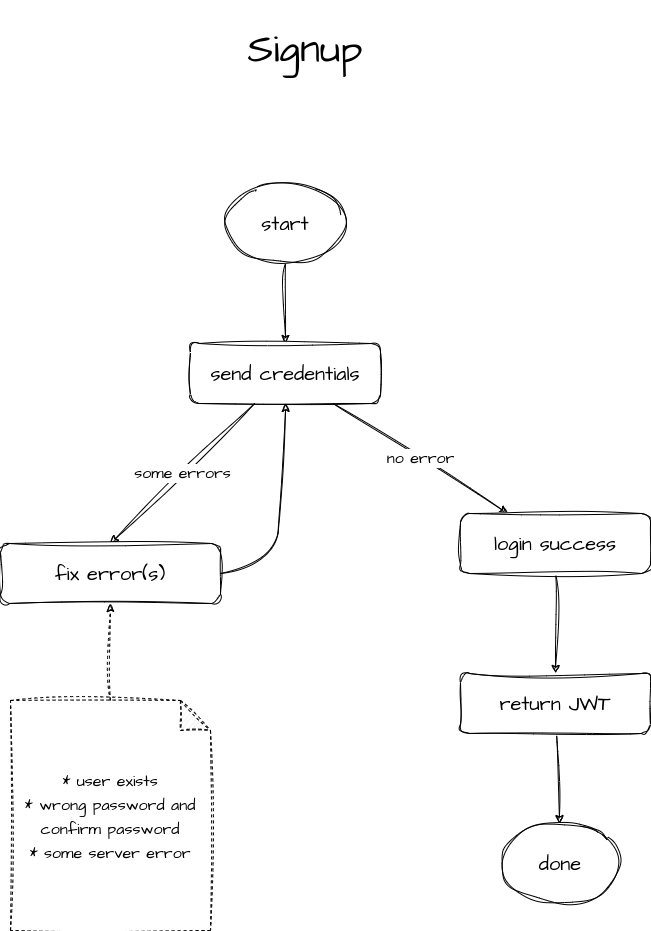 Signup
start
send credentials
some errors
no error
fix error(s)
login success
return JWT
* user exists
* wrong password and
confirm password
* some server error
done